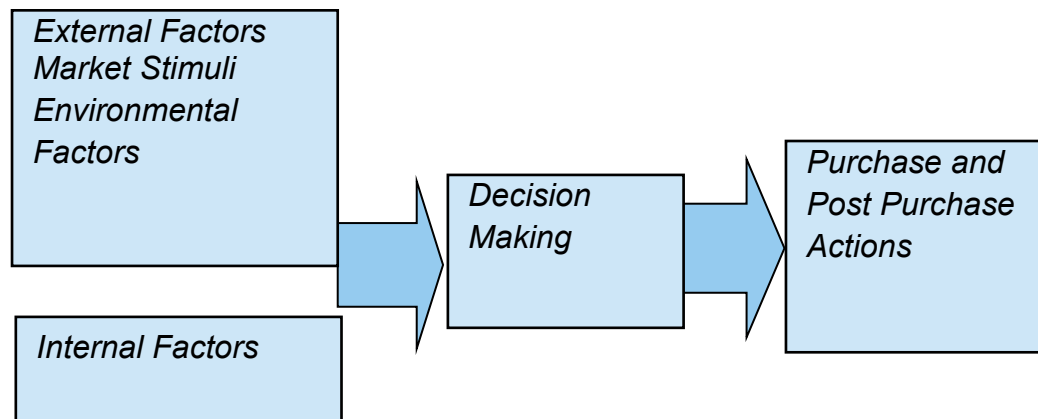 External Factors
Market Stimuli
Environmental
Factors
Internal Factors
Decision
Making
Purchase and
Post Purchase
Actions